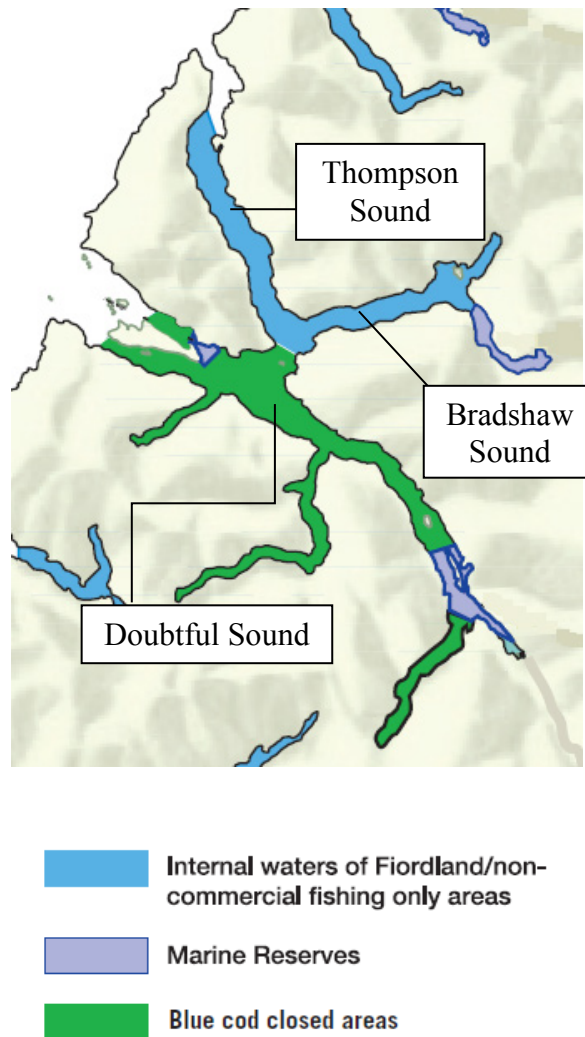 Thompson
Sound
Bradshaw
Sound
Doubtful Sound
Internal waters of Fiordland/non-
commercial fishing only areas
Marine Reserves
Blue cod closed areas